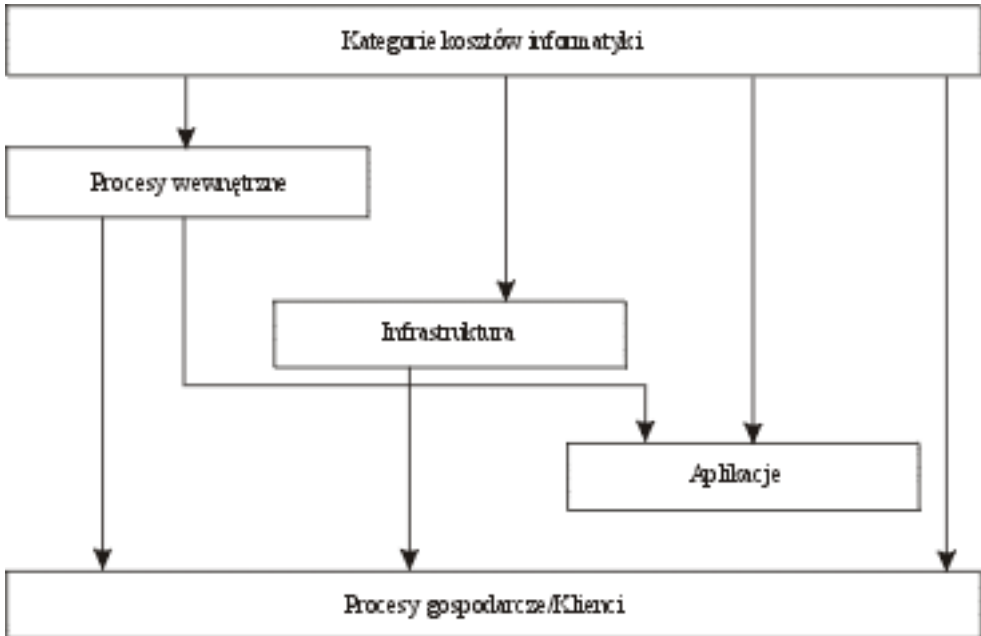 Kategorie kosztów informatyki
Procesy wewnętrzne
Infrastruktura
Aplikacje
Procesy gospodarcze/Klienci